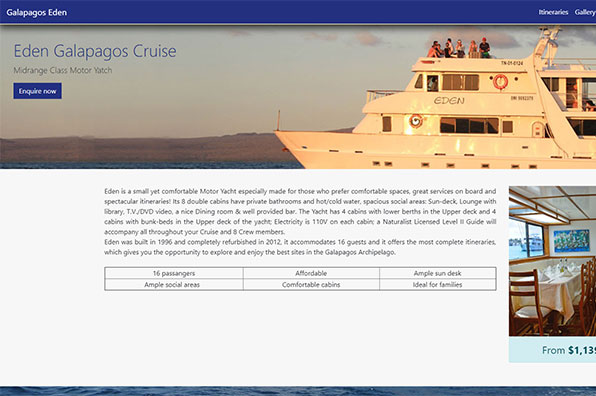 Galapagos Eden
Itineraries Gallery
Eden Galapagos Cruise
Midrange Class Motor Yatch
Enquire now
TN-01-0124
EDEN
Eden is a small yet comfortable Motor Yacht especially made for those who prefer comfortable spaces, great services on board and
spectacular itineraries! Its 8 double cabins have private bathrooms and hot/cold water, spacious social areas: Sun-deck, Lounge with
library, T.V./DVD video, a nice Dining room & well provided bar. The Yacht has 4 cabins with lower berths in the Upper deck and 4
cabins with bunk-beds in the Upper deck of the yacht; Electricity is 110V on each cabin; a Naturalist Licensed Level II Guide will
accompany all throughout your Cruise and 8 Crew members.
Eden was built in 1996 and completely refurbished in 2012, it accommodates 16 guests and it offers the most complete itineraries,
which gives you the opportunity to explore and enjoy the best sites in the Galapagos Archipelago.
16 passangers Affordable Ample sun desk
Ample social areas Comfortable cabins Ideal for families
From $1,139